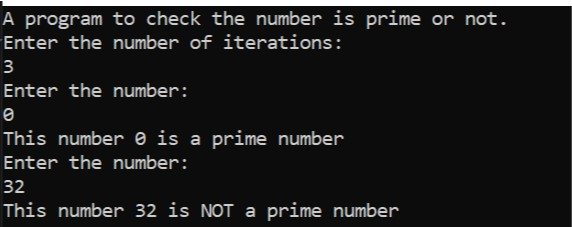 A program to check the number is prime or not.
Enter the number of iterations:
3
Enter the number:
0
This number 0 is a prime number
Enter the number:
32
This number 32 is NOT a prime number